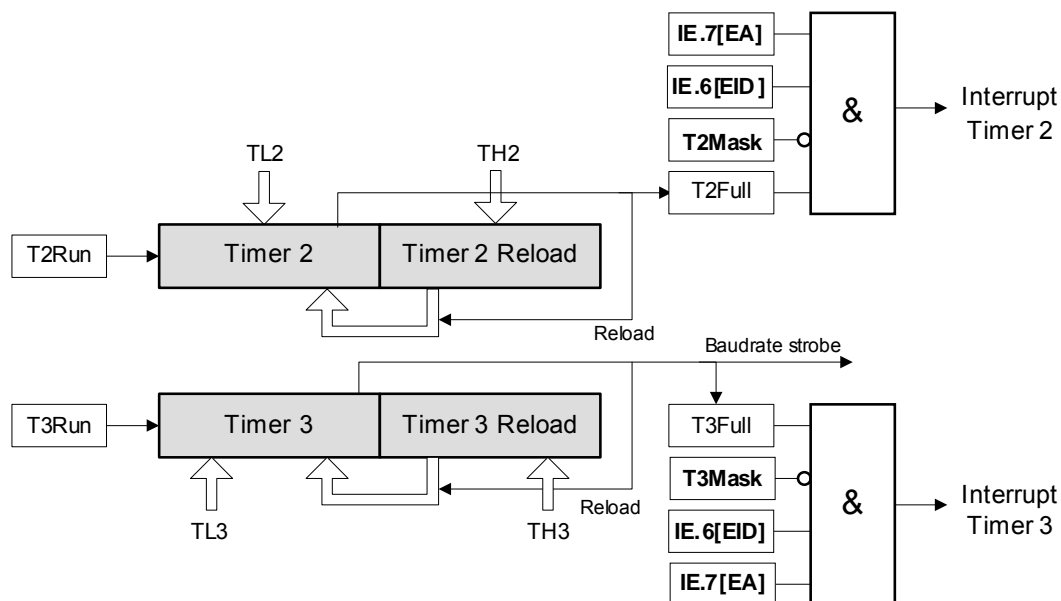 IE.7[EA]
IE.6[EID]
&
Interrupt
Timer 2
T2Mask
TL2
TH2
T2Full
T2Run
Timer 2
Timer 2 Reload
Reload
Baudrate strobe
T3Run
Timer 3
Timer 3 Reload
T3Full
T3Mask
Reload
TL3
TH3
&
Interrupt
Timer 3
IE.6[EID]
IE.7[EA]